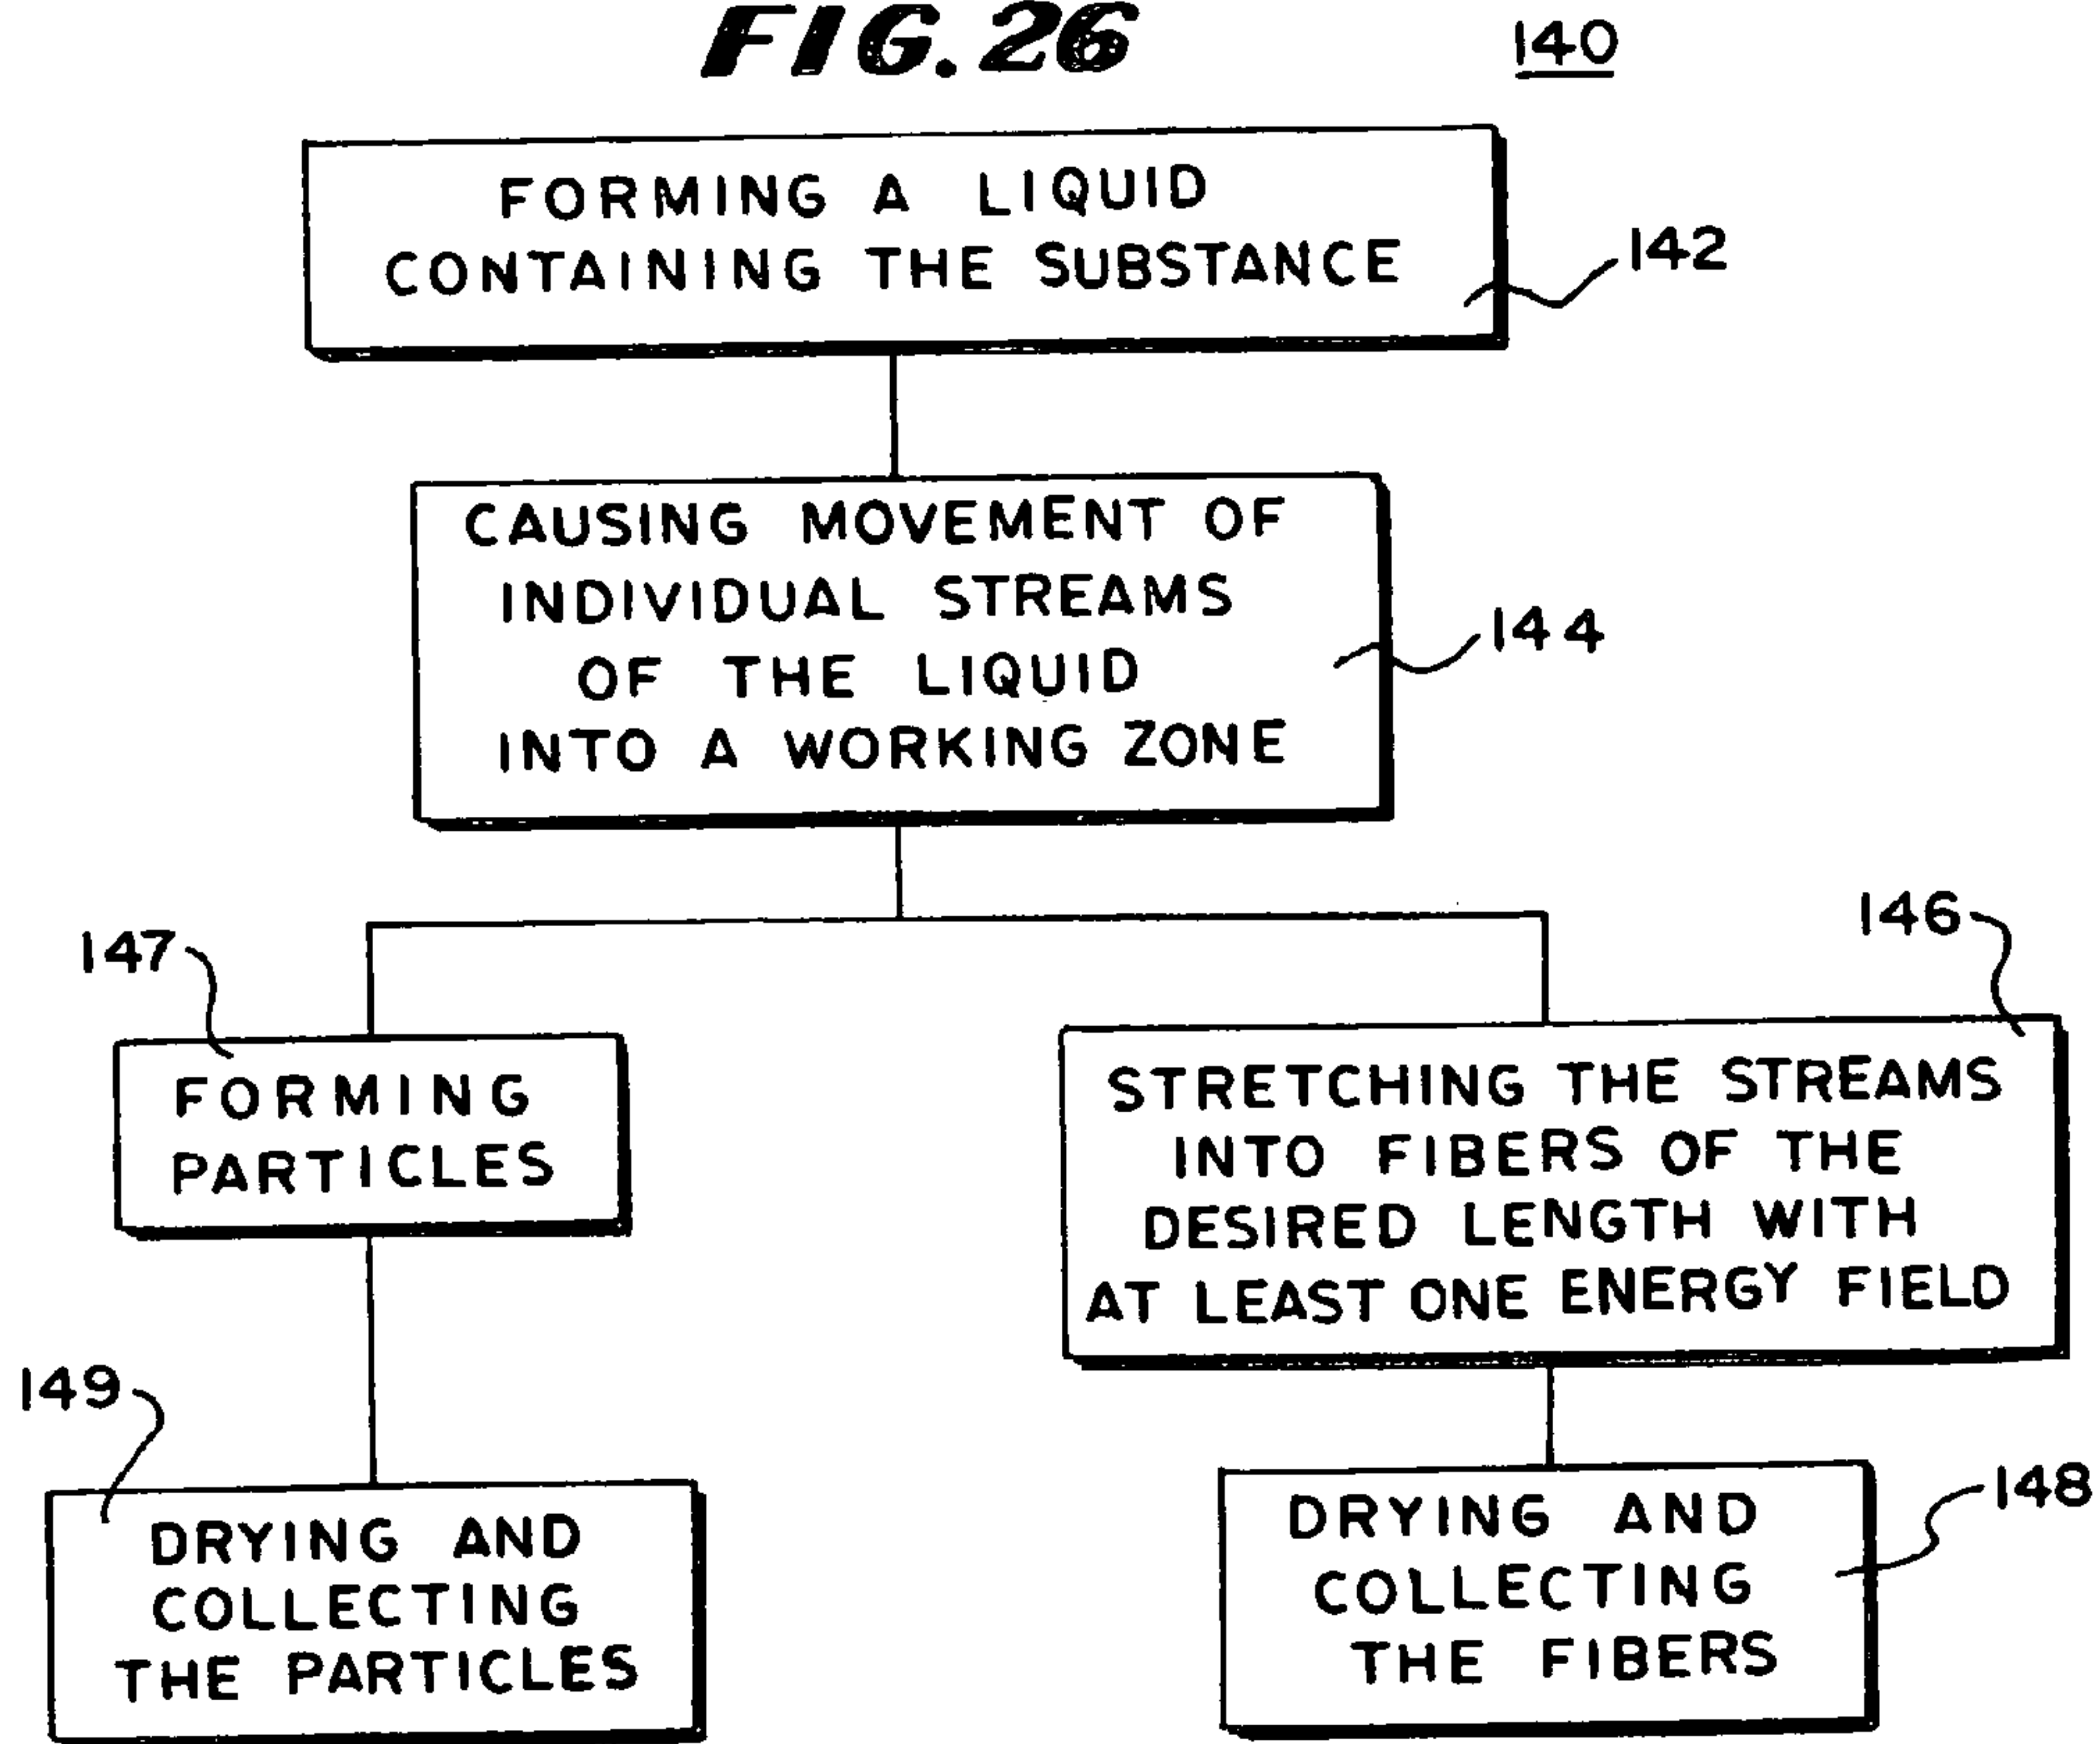 FIG. 26
140
FORMING A LIQUID
CONTAINING THE SUBSTANCE
142
CAUSING MOVEMENT OF
INDIVIDUAL STREAMS
OF THE LIQUID
INTO A WORKING ZONE
144
147
FORMING
PARTICLES
146
STRETCHING THE STREAMS
INTO FIBERS OF THE
DESIRED LENGTH WITH
AT LEAST ONE ENERGY FIELD
149
DRYING AND
COLLECTING
THE PARTICLES
148
DRYING AND
COLLECTING
THE FIBERS